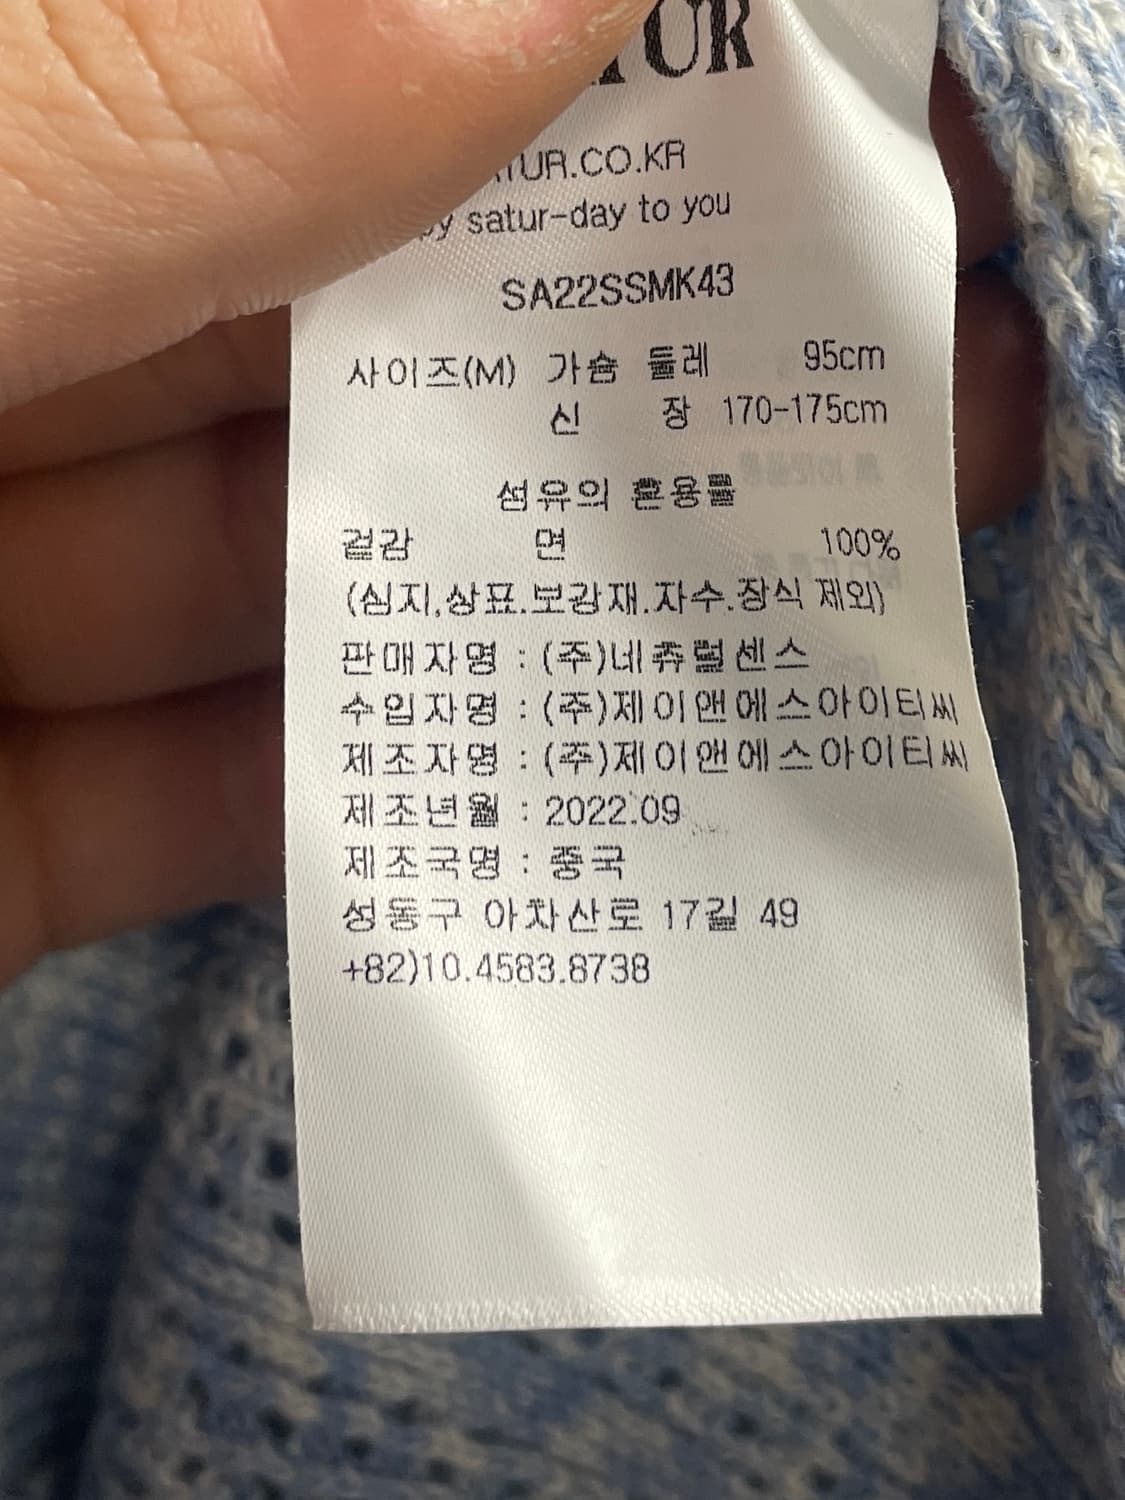 TUR
TUR.CO.KR
satur-day to you
SA22SSMK43
사이즈(M) 가슴 둘레 95cm
신 장 170-175cm
섬유의 혼용률
겉감 면 100%
(심지,상표.보강재.자수.장식 제외)
판매자명 : (주)네츄럴센스
수입자명 : (주)제이앤에스아이티씨
제조자명 : (주)제이앤에스아이티씨
제조년월 : 2022.09
제조국명 : 중국
성동구 아차산로 17길 49
+82)10.4583.8738